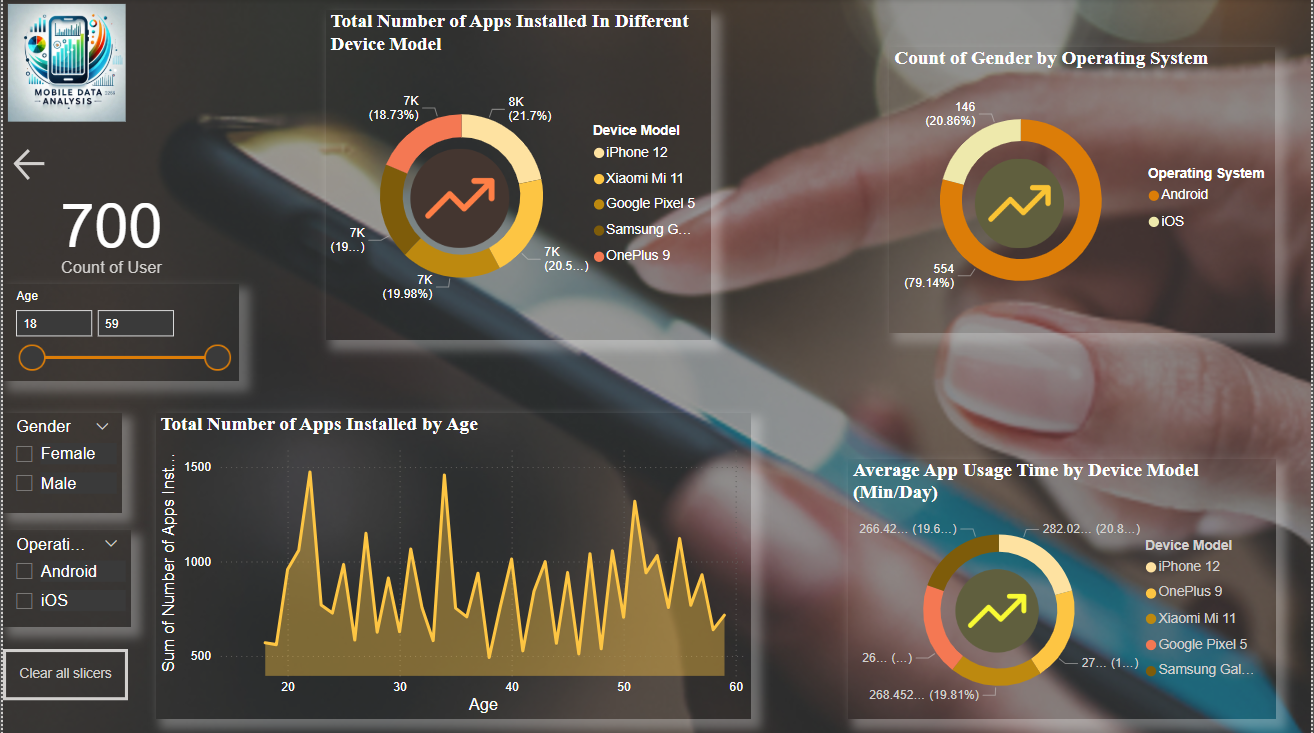 MOBILE DATA
ANALYSIS
700
Count of User
Age
18
59
Gender
Female
Male
Operati...
Android
iOS
Clear all slicers
Total Number of Apps Installed In Different
Device Model
7K
(18.73%)
8K
(21.7%)
7K
(19...)
7K
(20.5...)
7K
(19.98%)
Device Model
iPhone 12
Xiaomi Mi 11
Google Pixel 5
Samsung G...
OnePlus 9
Count of Gender by Operating System
146
(20.86%)
554
(79.14%)
Operating System
Android
iOS
Total Number of Apps Installed by Age
Sum of Number of Apps Inst...
1500
1000
500
20
30
40
50
60
Age
Average App Usage Time by Device Model
(Min/Day)
266.42... (19.6...)
282.02... (20.8...)
26... (...)
27... (1...)
268.452... (19.81%)
Device Model
iPhone 12
OnePlus 9
Xiaomi Mi 11
Google Pixel 5
Samsung Gal...